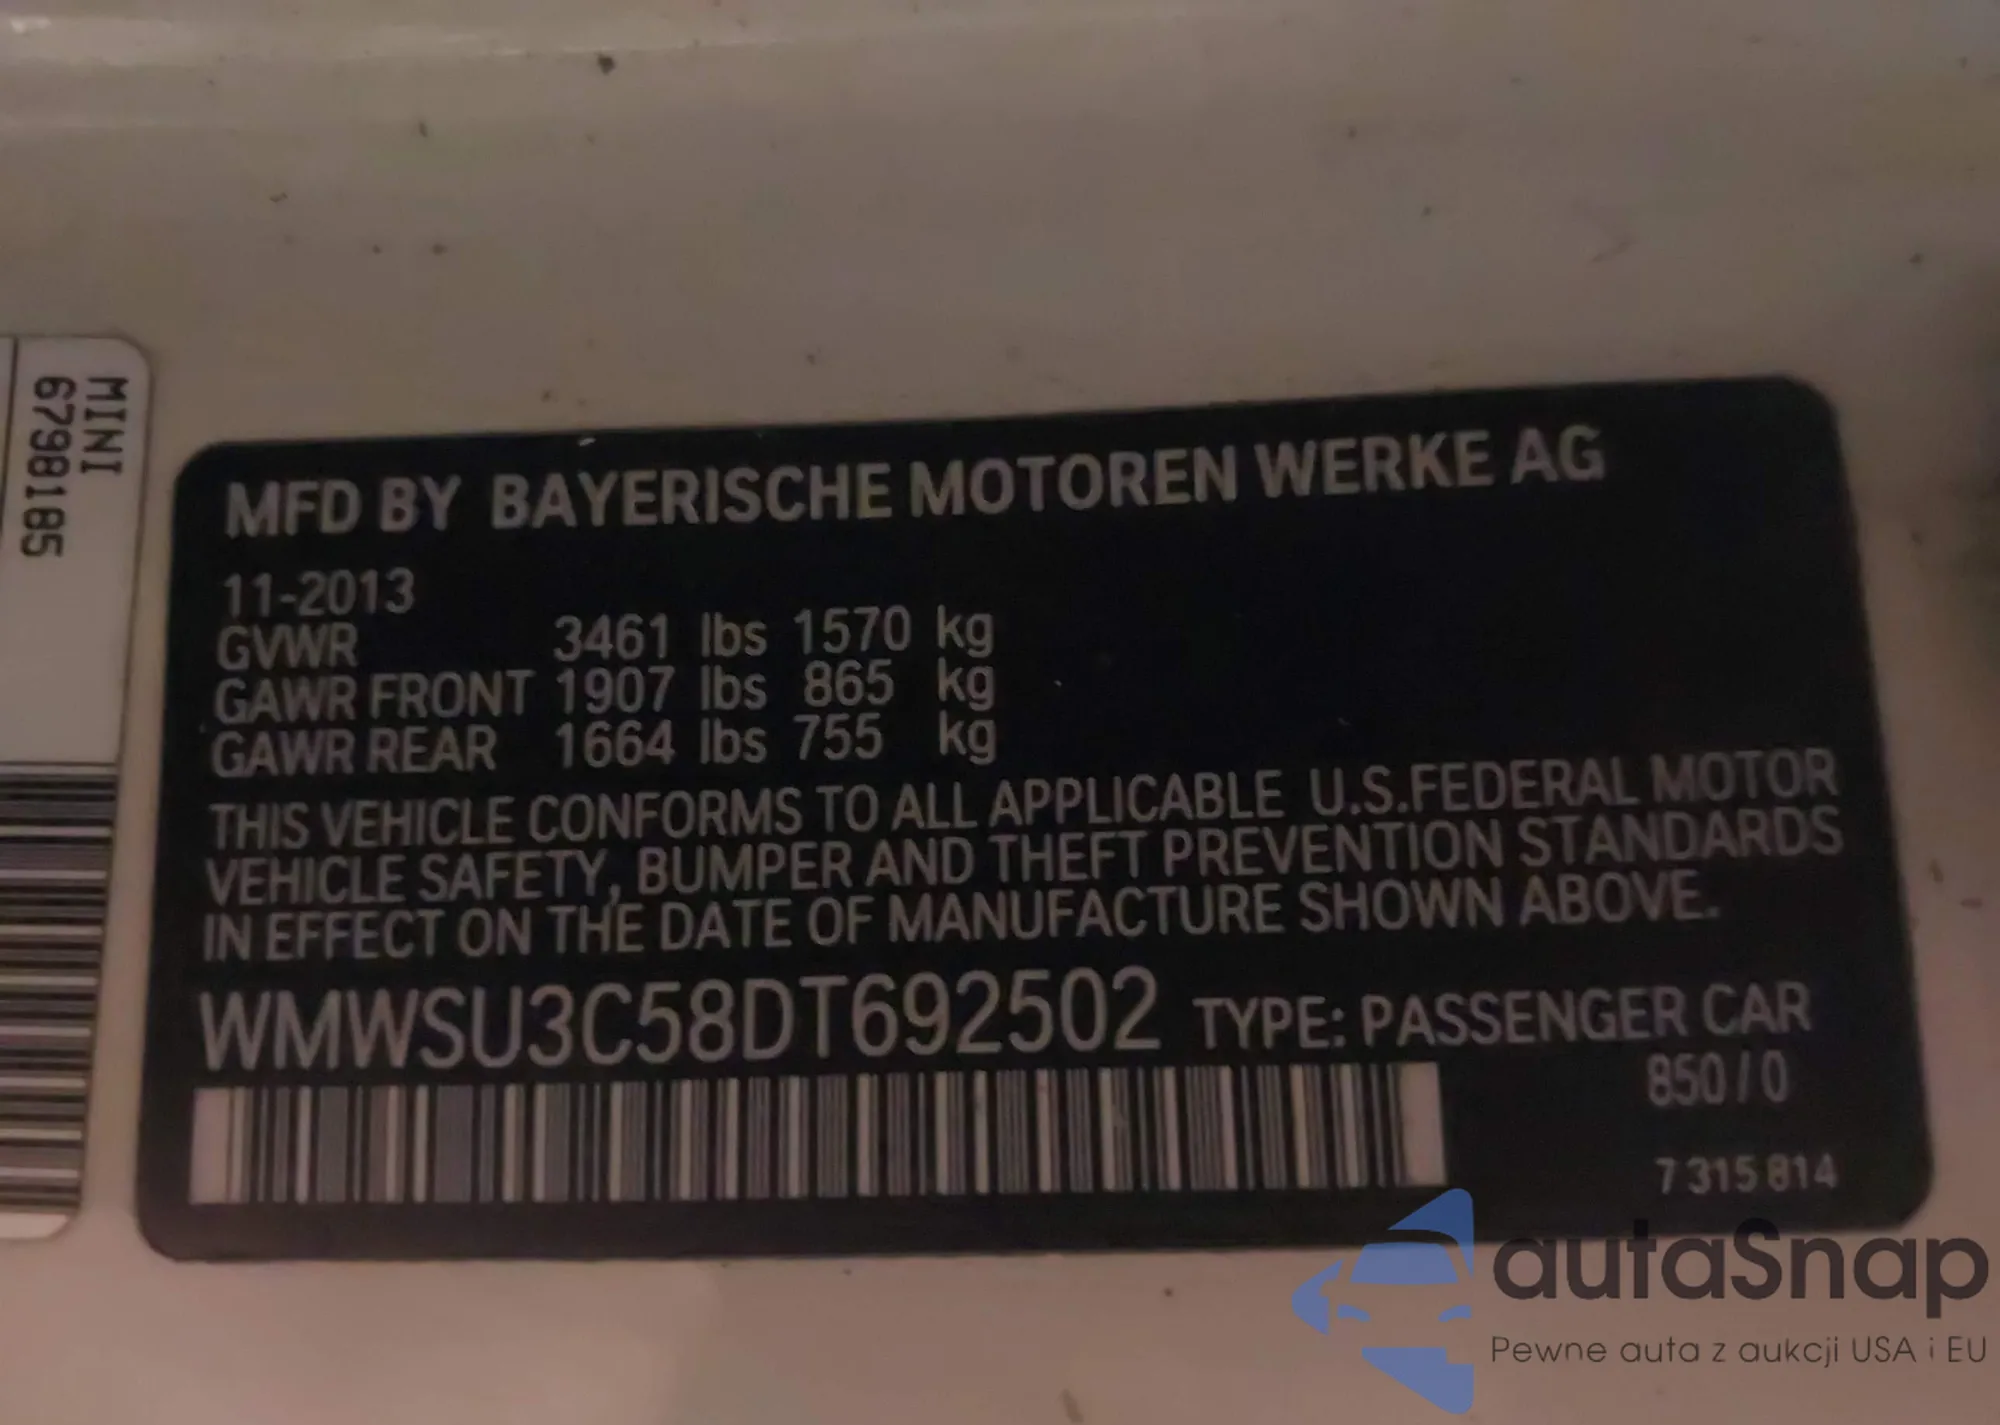 MINI
6798185
MFD BY BAYERISCHE MOTOREN WERKE AG
11-2013
GVWR 3461 lbs 1570 kg
GAWR FRONT 1907 lbs 865 kg
GAWR REAR 1664 lbs 755 kg
THIS VEHICLE CONFORMS TO ALL APPLICABLE U.S.FEDERAL MOTOR
VEHICLE SAFETY, BUMPER AND THEFT PREVENTION STANDARDS
IN EFFECT ON THE DATE OF MANUFACTURE SHOWN ABOVE.
WMWSU3C58DT692502 TYPE: PASSENGER CAR
850/0
7 315 814
autaSnap
Pewne auta z aukcji USA i EU